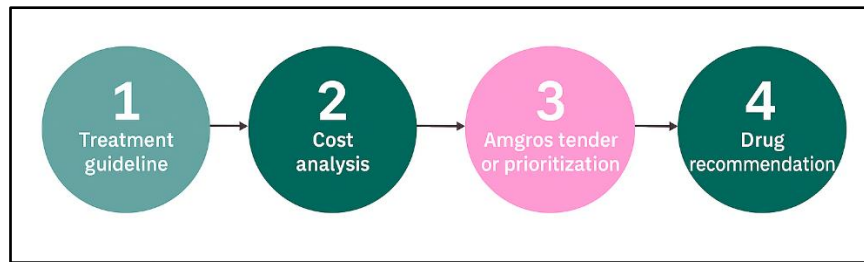 1
Treatment
guideline
2
Cost
analysis
3
Amgros tender
or prioritization
4
Drug
recommendation